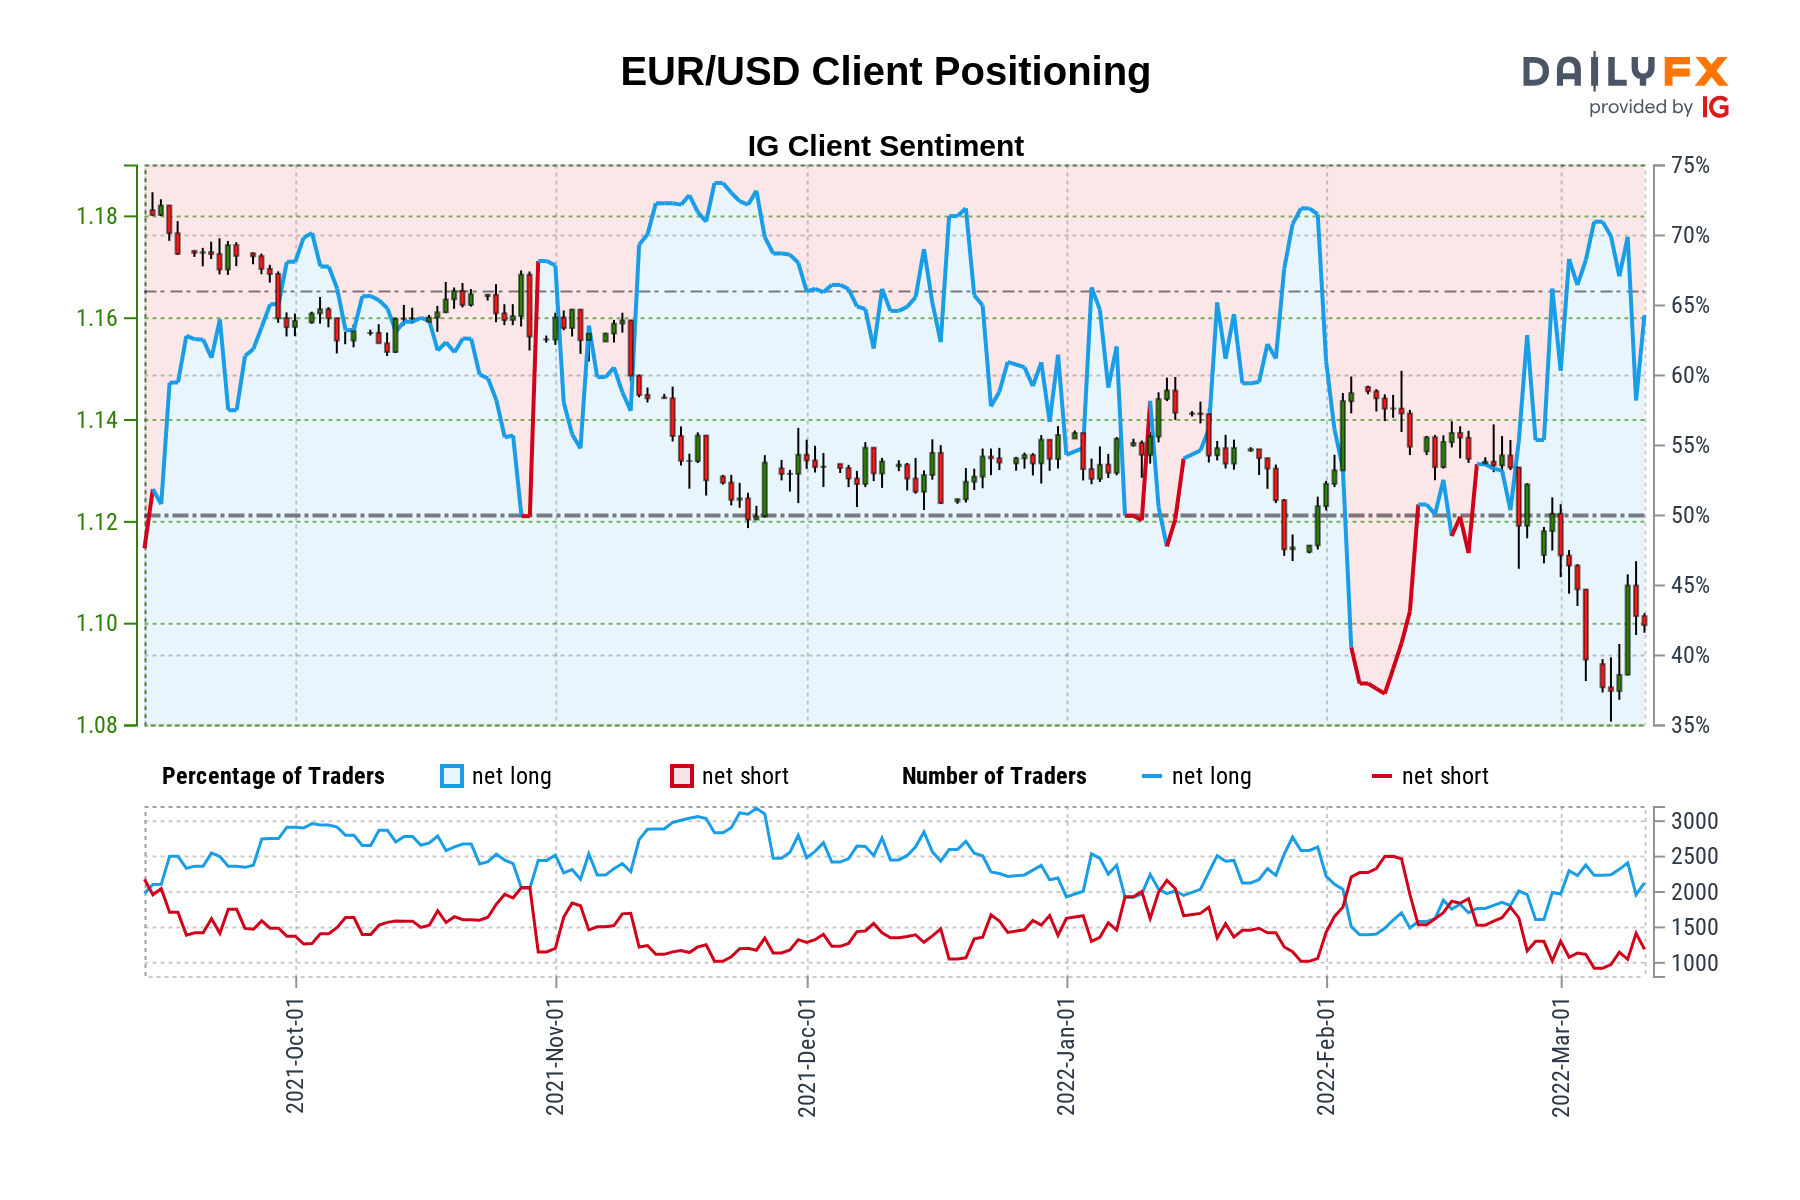 EUR/USD Client Positioning
DAILYFX
provided by IG
IG Client Sentiment
1.18
1.16
1.14
1.12
1.10
1.08
75%
70%
65%
60%
55%
50%
45%
40%
35%
Percentage of Traders net long net short Number of Traders net long net short
3000
2500
2000
1500
1000
2021-Oct-01
2021-Nov-01
2021-Dec-01
2022-Jan-01
2022-Feb-01
2022-Mar-01